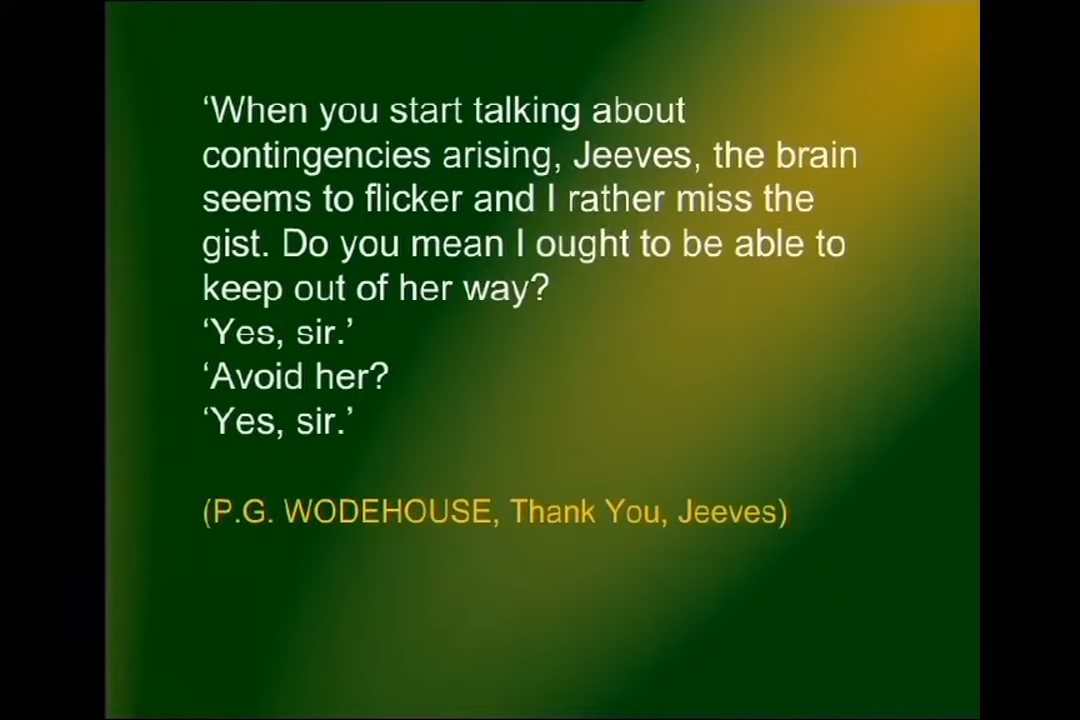 ‘When you start talking about
contingencies arising, Jeeves, the brain
seems to flicker and I rather miss the
gist. Do you mean I ought to be able to
keep out of her way?
‘Yes, sir.’
‘Avoid her?
‘Yes, sir.’
(P.G. WODEHOUSE, Thank You, Jeeves)